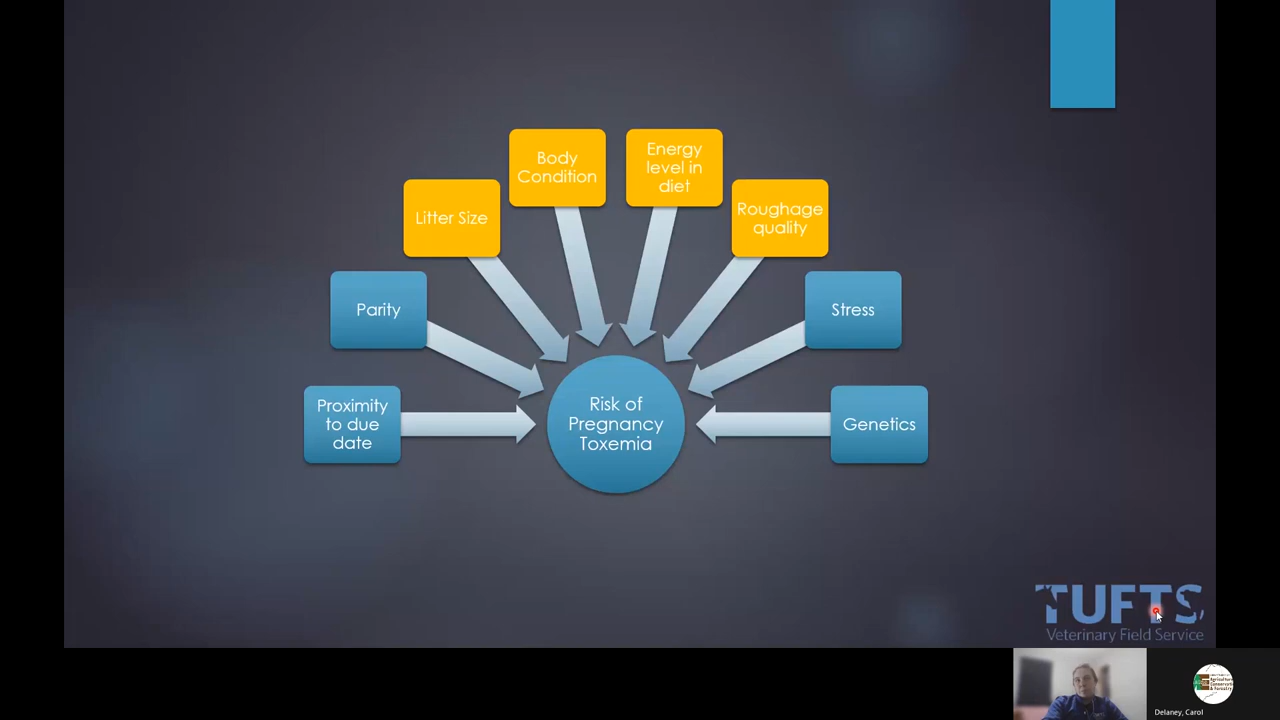 Body
Condition
Energy
level in
diet
Litter Size
Roughage
quality
Parity
Stress
Proximity
to due
date
Risk of
Pregnancy
Toxemia
Genetics
TUFTS
Veterinary Field Service
Delaney, Carol